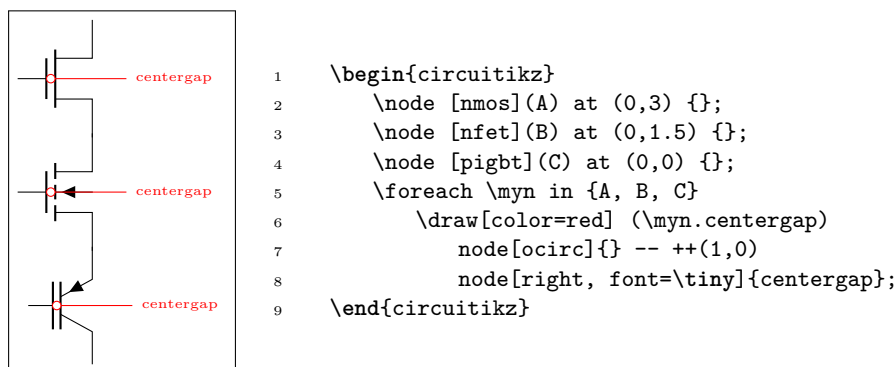 centergap
centergap
centergap
1 \begin{circuitikz}
2 \node [nmos](A) at (0,3) {};
3 \node [nfet](B) at (0,1.5) {};
4 \node [pigbt](C) at (0,0) {};
5 \foreach \myn in {A, B, C}
6 \draw[color=red] (\myn.centergap)
7 node[ocirc]{} -- ++(1,0)
8 node[right, font=\tiny]{centergap};
9 \end{circuitikz}